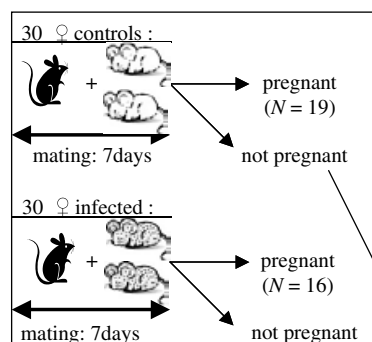 30 ♀ controls :
+
pregnant
(N = 19)
mating: 7days
not pregnant
30 ♀ infected :
+
pregnant
(N = 16)
mating: 7days
not pregnant